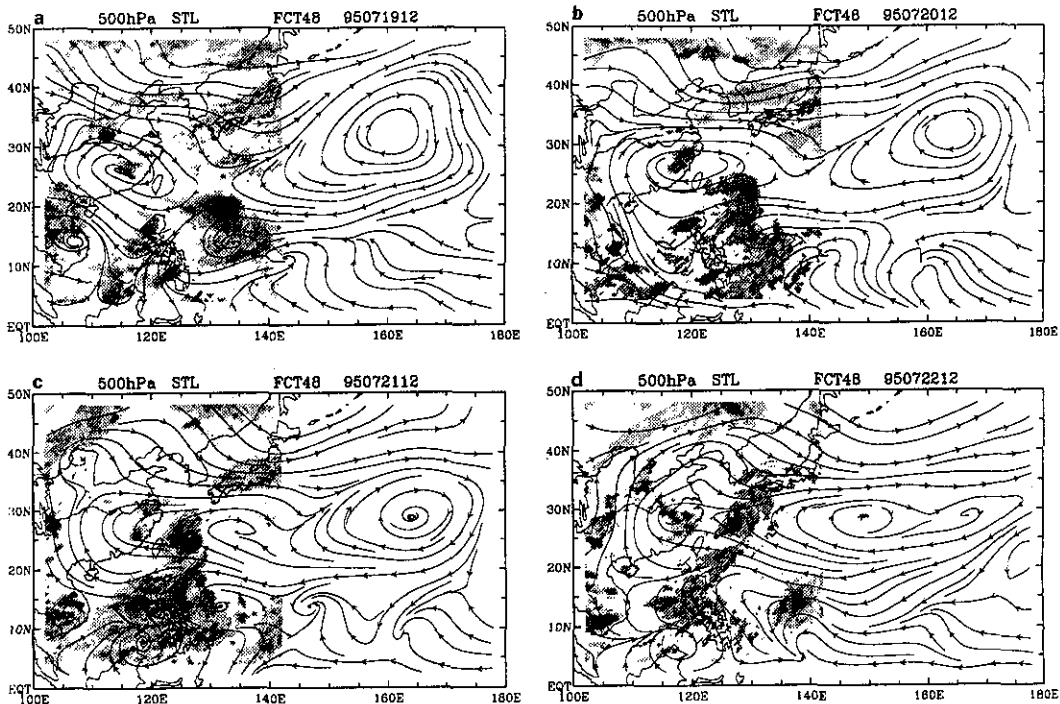 a 500hPa STL FCT48 95071912
50N
40N
30N
20N
10N
EQT
100E 120E 140E 160E 180E
b 500hPa STL FCT48 95072012
50N
40N
30N
20N
10N
EQT
100E 120E 140E 160E 180E
c 500hPa STL FCT48 95072112
50N
40N
30N
20N
10N
EQT
100E 120E 140E 160E 180E
d 500hPa STL FCT48 95072212
50N
40N
30N
20N
10N
EQT
100E 120E 140E 160E 180E